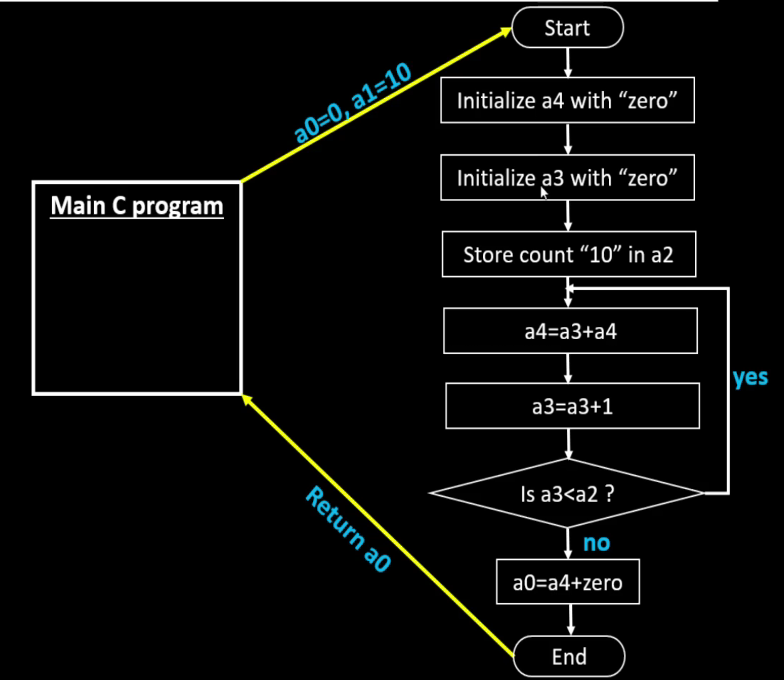 Start
a0=0, a1=10
Initialize a4 with “zero”
Initialize a3 with “zero”
Main C program
Store count “10” in a2
a4=a3+a4
yes
a3=a3+1
Is a3<a2 ?
no
Return a0
a0=a4+zero
End